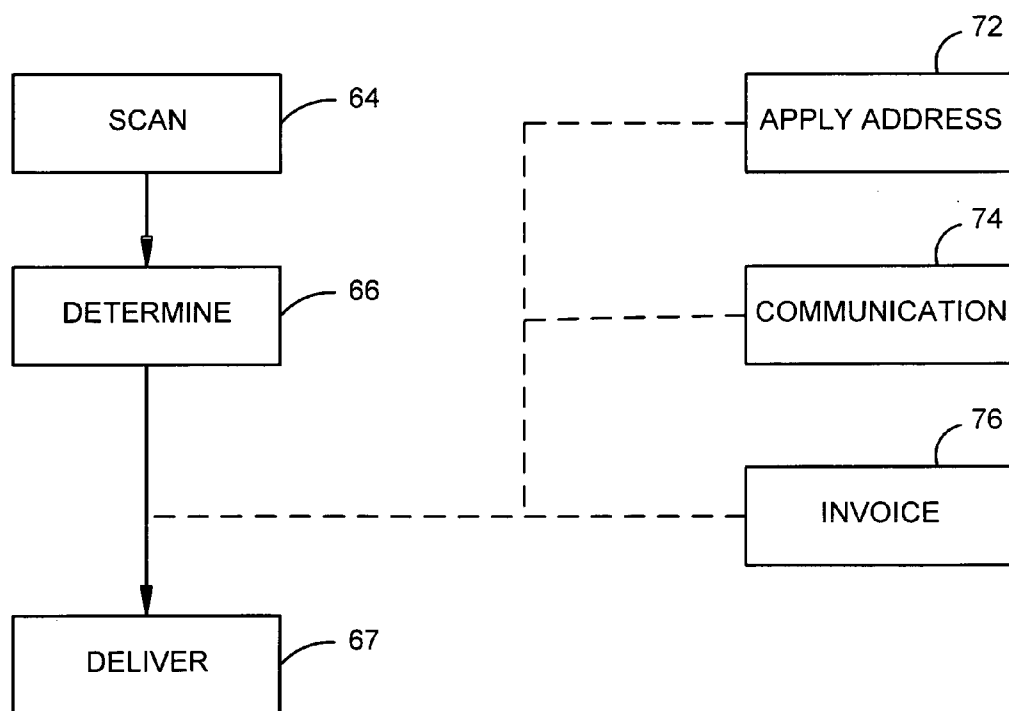 72
SCAN
64
APPLY ADDRESS
74
DETERMINE
66
COMMUNICATION
76
INVOICE
DELIVER
67